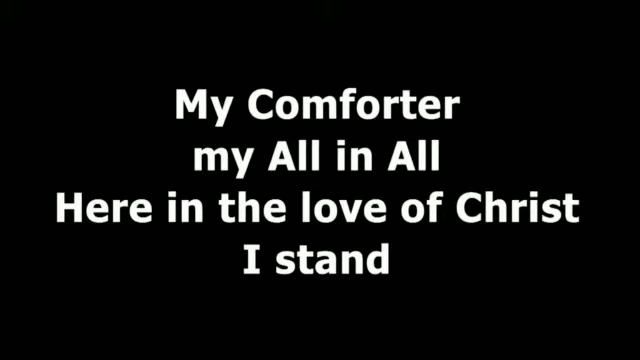 My Comforter
my All in All
Here in the love of Christ
I stand